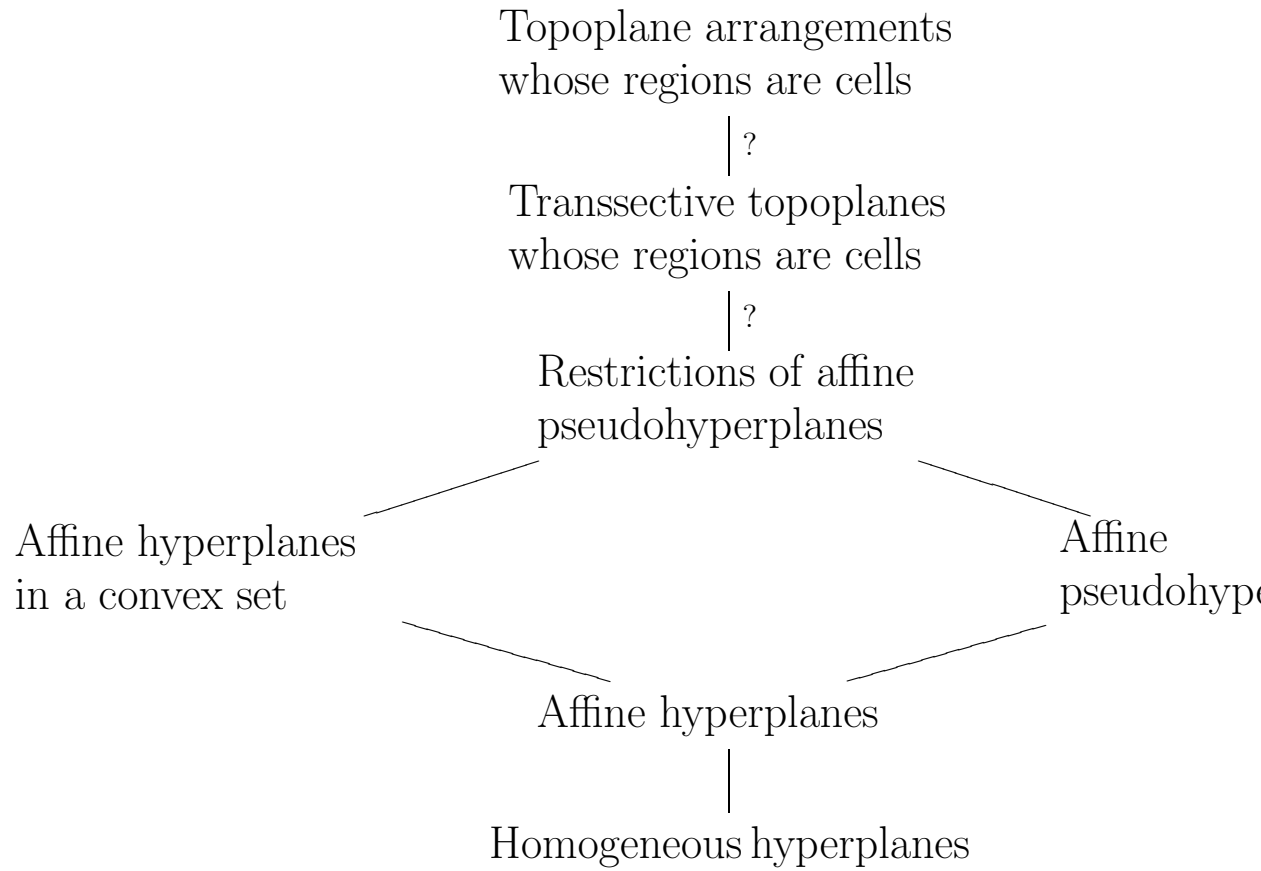 Topoplane arrangements
whose regions are cells
?
Transsective topoplanes
whose regions are cells
?
Restrictions of affine
pseudohyperplanes
Affine hyperplanes
in a convex set
Affine
Affine hyperplanes
Homogeneous hyperplanes